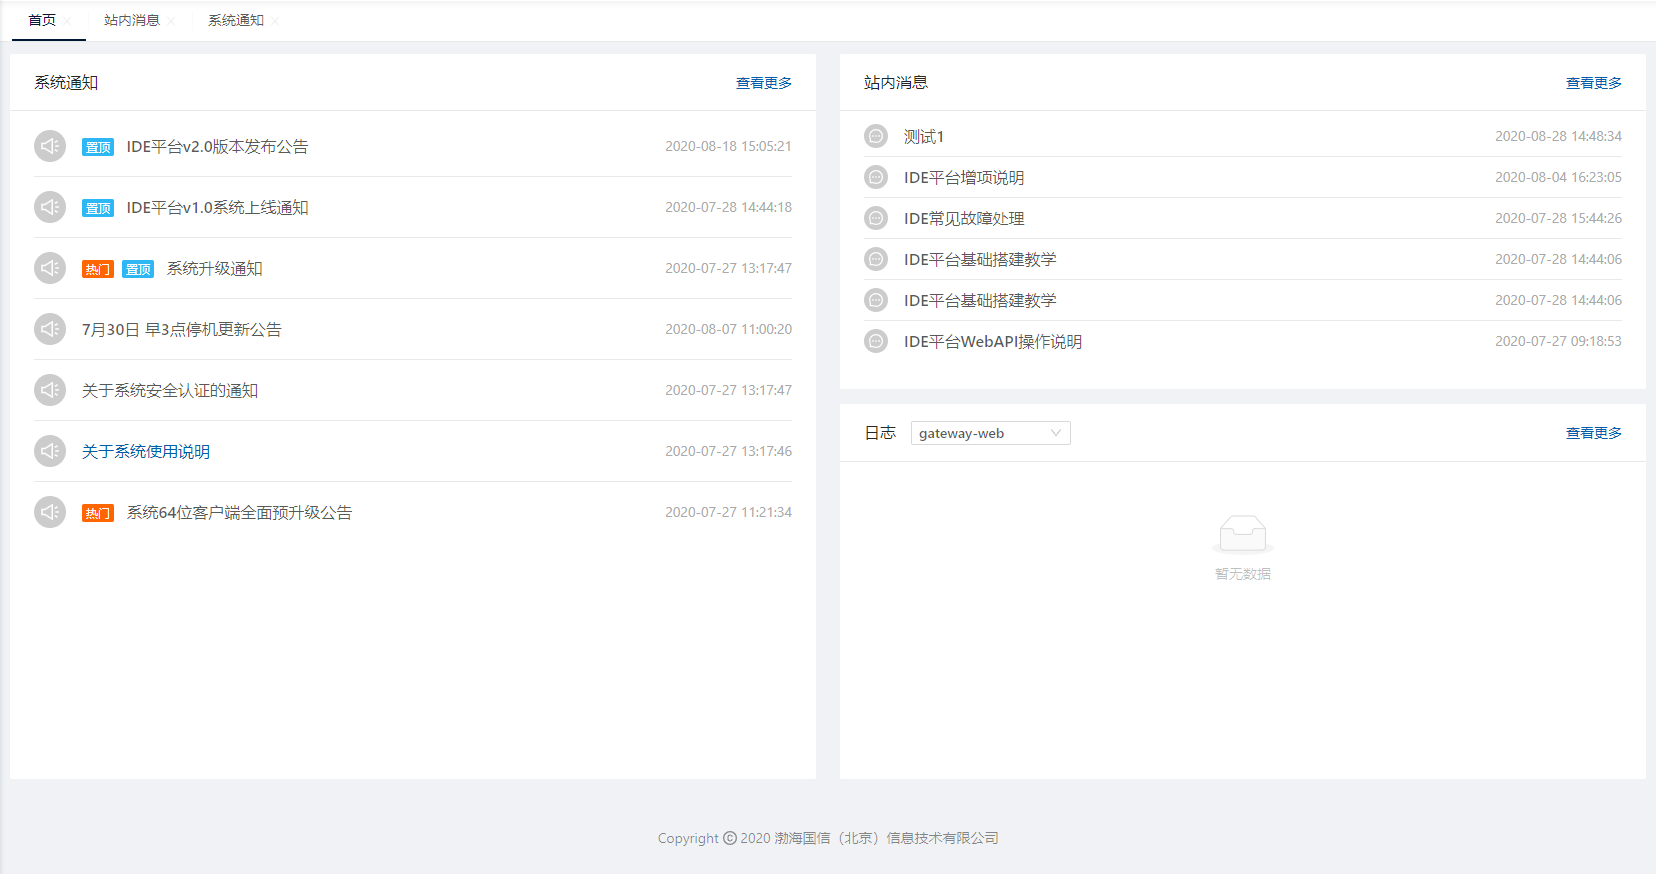 首页 站内消息 系统通知
系统通知 查看更多
置顶 IDE平台v2.0版本发布公告 2020-08-18 15:05:21
置顶 IDE平台v1.0系统上线通知 2020-07-28 14:44:18
热门 置顶 系统升级通知 2020-07-27 13:17:47
7月30日 早3点停机更新公告 2020-08-07 11:00:20
关于系统安全认证的通知 2020-07-27 13:17:47
关于系统使用说明 2020-07-27 13:17:46
热门 系统64位客户端全面预升级公告 2020-07-27 11:21:34
站内消息 查看更多
测试1 2020-08-28 14:48:34
IDE平台增项说明 2020-08-04 16:23:05
IDE常见故障处理 2020-07-28 15:44:26
IDE平台基础搭建教学 2020-07-28 14:44:06
IDE平台基础搭建教学 2020-07-28 14:44:06
IDE平台WebAPI操作说明 2020-07-27 09:18:53
日志 gateway-web 查看更多
暂无数据
Copyright © 2020 渤海国信（北京）信息技术有限公司